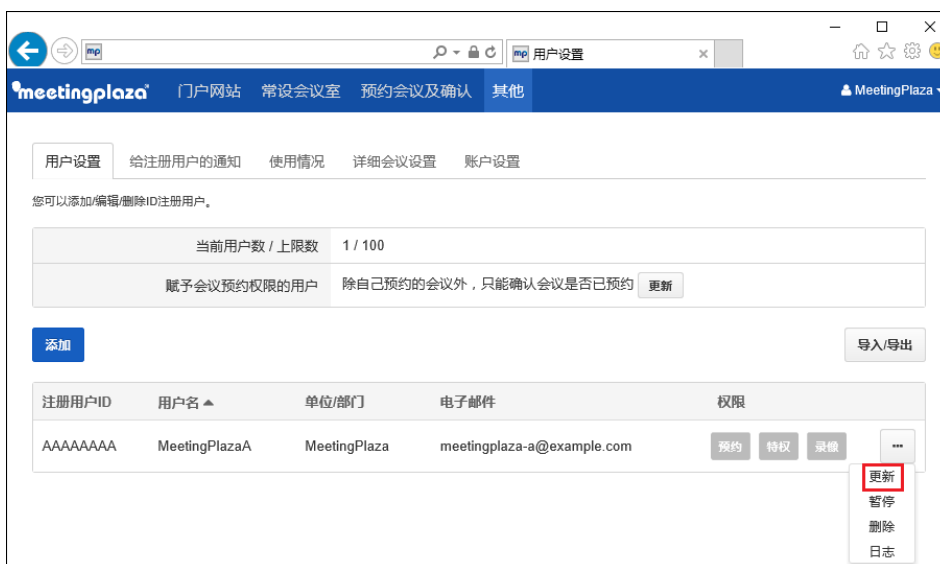 mp
mp 用户设置
meetingplaza 门户网站 常设会议室 预约会议及确认 其他 MeetingPlaza
用户设置 给注册用户的通知 使用情况 详细会议设置 账户设置
您可以添加/编辑/删除ID注册用户。
当前用户数 / 上限数 1 / 100
赋予会议预约权限的用户 除自己预约的会议外，只能确认会议是否已预约 更新
添加 导入/导出
注册用户ID 用户名 单位/部门 电子邮件 权限
AAAAAAAA MeetingPlazaA MeetingPlaza meetingplaza-a@example.com 预约 特权 录像 ...
更新
暂停
删除
日志